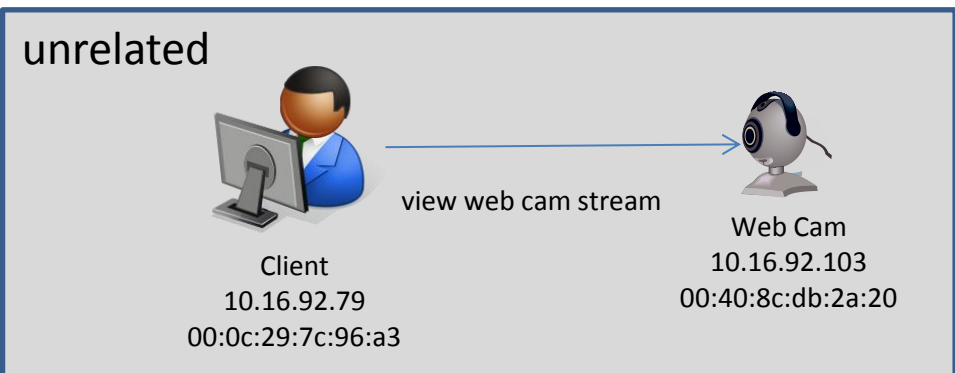 unrelated
view web cam stream
Client
10.16.92.79
00:0c:29:7c:96:a3
Web Cam
10.16.92.103
00:40:8c:db:2a:20